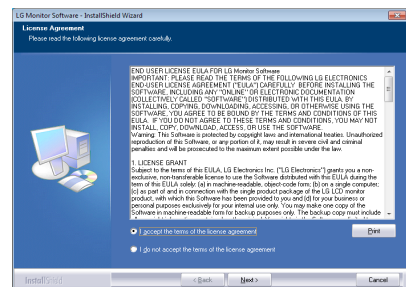 LG Monitor Software - InstallShield Wizard
License Agreement
Please read the following license agreement carefully.
END USER LICENSE EULA FOR LG Monitor Software
IMPORTANT: PLEASE READ THE TERMS OF THE FOLLOWING LG ELECTRONICS
END-USER LICENSE AGREEMENT ("EULA") CAREFULLY BEFORE INSTALLING THE
SOFTWARE, INCLUDING ANY "ONLINE" OR ELECTRONIC DOCUMENTATION
(COLLECTIVELY CALLED "SOFTWARE") DISTRIBUTED WITH THIS EULA. BY
INSTALLING, COPYING, DOWNLOADING, ACCESSING, OR OTHERWISE USING THE
SOFTWARE, YOU AGREE TO BE BOUND BY THE TERMS AND CONDITIONS OF THIS
EULA. IF YOU DO NOT AGREE TO THESE TERMS AND CONDITIONS, YOU MAY NOT
INSTALL, COPY, DOWNLOAD, ACCESS, OR USE THE SOFTWARE.
Warning: This Software is protected by copyright laws and international treaties. Unauthorized
reproduction of this Software, or any portion of it, may result in severe civil and criminal
penalties and will be prosecuted to the maximum extent possible under the law.
1. LICENSE GRANT
Subject to the terms of this EULA, LG Electronics Inc. ("LG Electronics") grants you a non-
exclusive, non-transferable license to use the Software distributed with this EULA during the
term of this EULA solely: (a) in machine-readable, object-code form; (b) on a single computer;
(c) as part of and in connection with the single product package of the LG LCD monitor
product, with which this Software has been provided to you and (d) for your business or
personal purposes exclusively for your internal use only. You may make one copy of the
Software in machine-readable form for backup purposes only. The backup copy must include
I accept the terms of the license agreement
Print
I do not accept the terms of the license agreement
InstallShield
< Back
Next >
Cancel